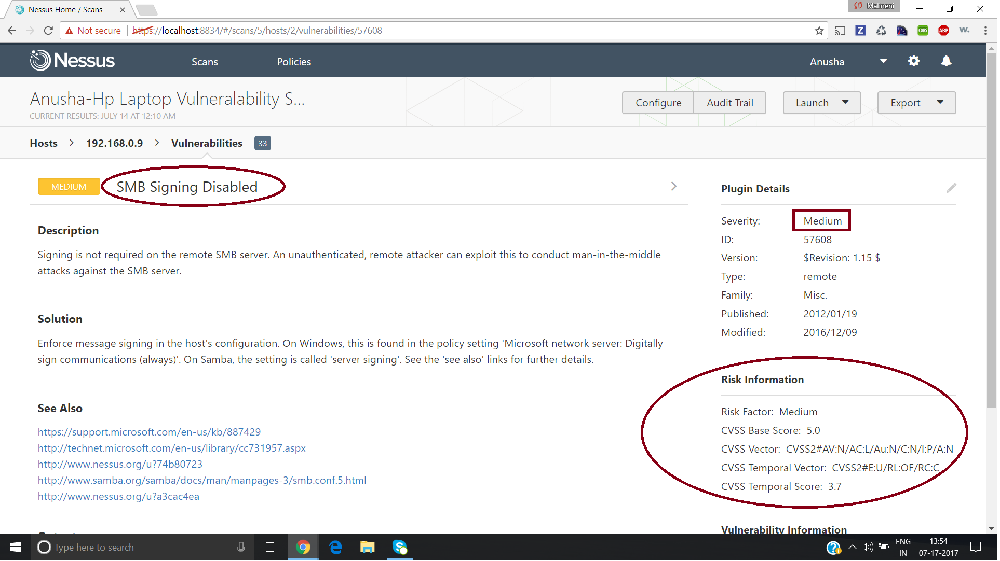 Nessus Home / Scans
Malineni
Not secure
https://localhost:8834/#/scans/5/hosts/2/vulnerabilities/57608
Z
CORS
ABP
w.
Nessus
Scans
Policies
Anusha
Anusha-Hp Laptop Vulneralability S...
CURRENT RESULTS: JULY 14 AT 12:10 AM
Configure
Audit Trail
Launch
Export
Hosts > 192.168.0.9 > Vulnerabilities 33
MEDIUM
SMB Signing Disabled
Description
Signing is not required on the remote SMB server. An unauthenticated, remote attacker can exploit this to conduct man-in-the-middle
attacks against the SMB server.
Solution
Enforce message signing in the host's configuration. On Windows, this is found in the policy setting 'Microsoft network server: Digitally
sign communications (always)'. On Samba, the setting is called 'server signing'. See the 'see also' links for further details.
See Also
https://support.microsoft.com/en-us/kb/887429
http://technet.microsoft.com/en-us/library/cc731957.aspx
http://www.nessus.org/u?74b80723
http://www.samba.org/samba/docs/man/manpages-3/smb.conf.5.html
http://www.nessus.org/u?a3cac4ea
Plugin Details
Severity: Medium
ID: 57608
Version: $Revision: 1.15 $
Type: remote
Family: Misc.
Published: 2012/01/19
Modified: 2016/12/09
Risk Information
Risk Factor: Medium
CVSS Base Score: 5.0
CVSS Vector: CVSS2#AV:N/AC:L/Au:N/C:N/I:P/A:N
CVSS Temporal Vector: CVSS2#E:U/RL:OF/RC:C
CVSS Temporal Score: 3.7
Vulnerability Information
Type here to search
ENG
IN
13:54
07-17-2017